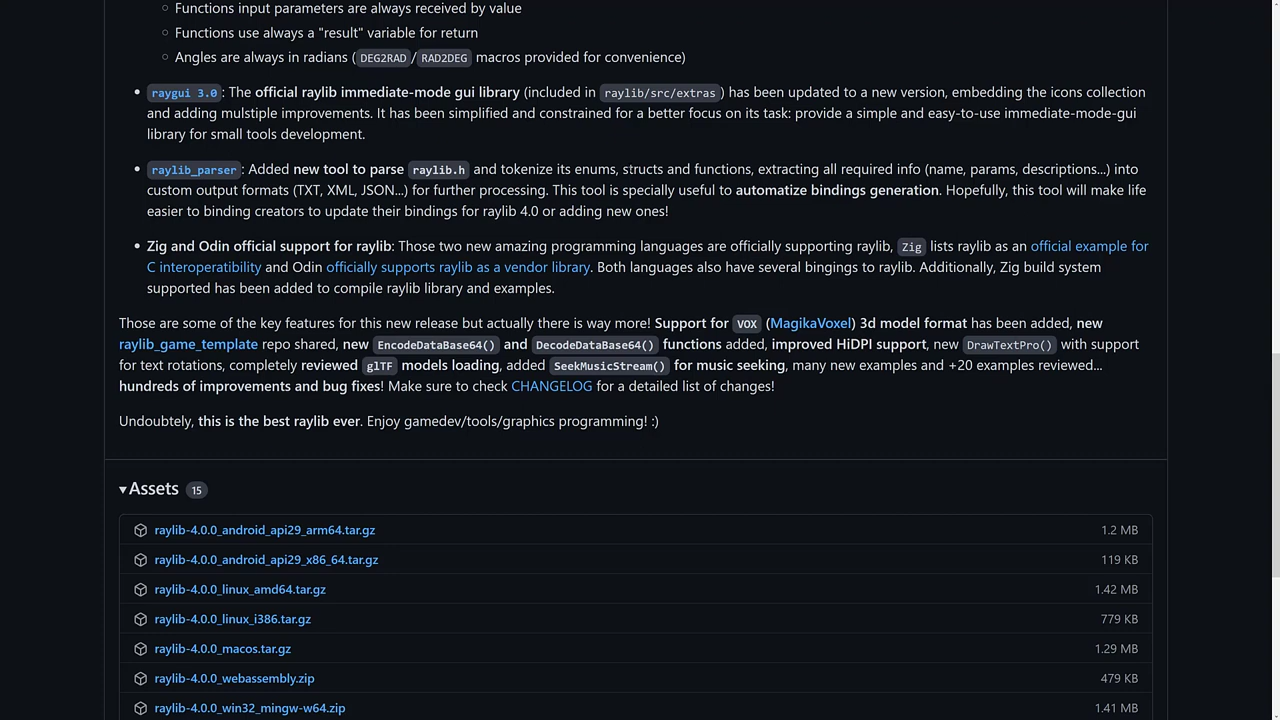 Functions input parameters are always received by value
Functions use always a "result" variable for return
Angles are always in radians (DEG2RAD/RAD2DEG macros provided for convenience)
raygui 3.0: The official raylib immediate-mode gui library (included in raylib/src/extras) has been updated to a new version, embedding the icons collection
and adding mulstiple improvements. It has been simplified and constrained for a better focus on its task: provide a simple and easy-to-use immediate-mode-gui
library for small tools development.
raylib_parser: Added new tool to parse raylib.h and tokenize its enums, structs and functions, extracting all required info (name, params, descriptions...) into
custom output formats (TXT, XML, JSON...) for further processing. This tool is specially useful to automatize bindings generation. Hopefully, this tool will make life
easier to binding creators to update their bindings for raylib 4.0 or adding new ones!
Zig and Odin official support for raylib: Those two new amazing programming languages are officially supporting raylib, Zig lists raylib as an official example for
C interoperatibility and Odin officially supports raylib as a vendor library. Both languages also have several bingings to raylib. Additionally, Zig build system
supported has been added to compile raylib library and examples.
Those are some of the key features for this new release but actually there is way more! Support for VOX (MagikaVoxel) 3d model format has been added, new
raylib_game_template repo shared, new EncodeDataBase64() and DecodeDataBase64() functions added, improved HiDPI support, new DrawTextPro() with support
for text rotations, completely reviewed glTF models loading, added SeekMusicStream() for music seeking, many new examples and +20 examples reviewed...
hundreds of improvements and bug fixes! Make sure to check CHANGELOG for a detailed list of changes!
Undoubtely, this is the best raylib ever. Enjoy gamedev/tools/graphics programming! :)
Assets 15
raylib-4.0.0_android_api29_arm64.tar.gz 1.2 MB
raylib-4.0.0_android_api29_x86_64.tar.gz 119 KB
raylib-4.0.0_linux_amd64.tar.gz 1.42 MB
raylib-4.0.0_linux_i386.tar.gz 779 KB
raylib-4.0.0_macos.tar.gz 1.29 MB
raylib-4.0.0_webassembly.zip 479 KB
raylib-4.0.0_win32_mingw-w64.zip 1.41 MB